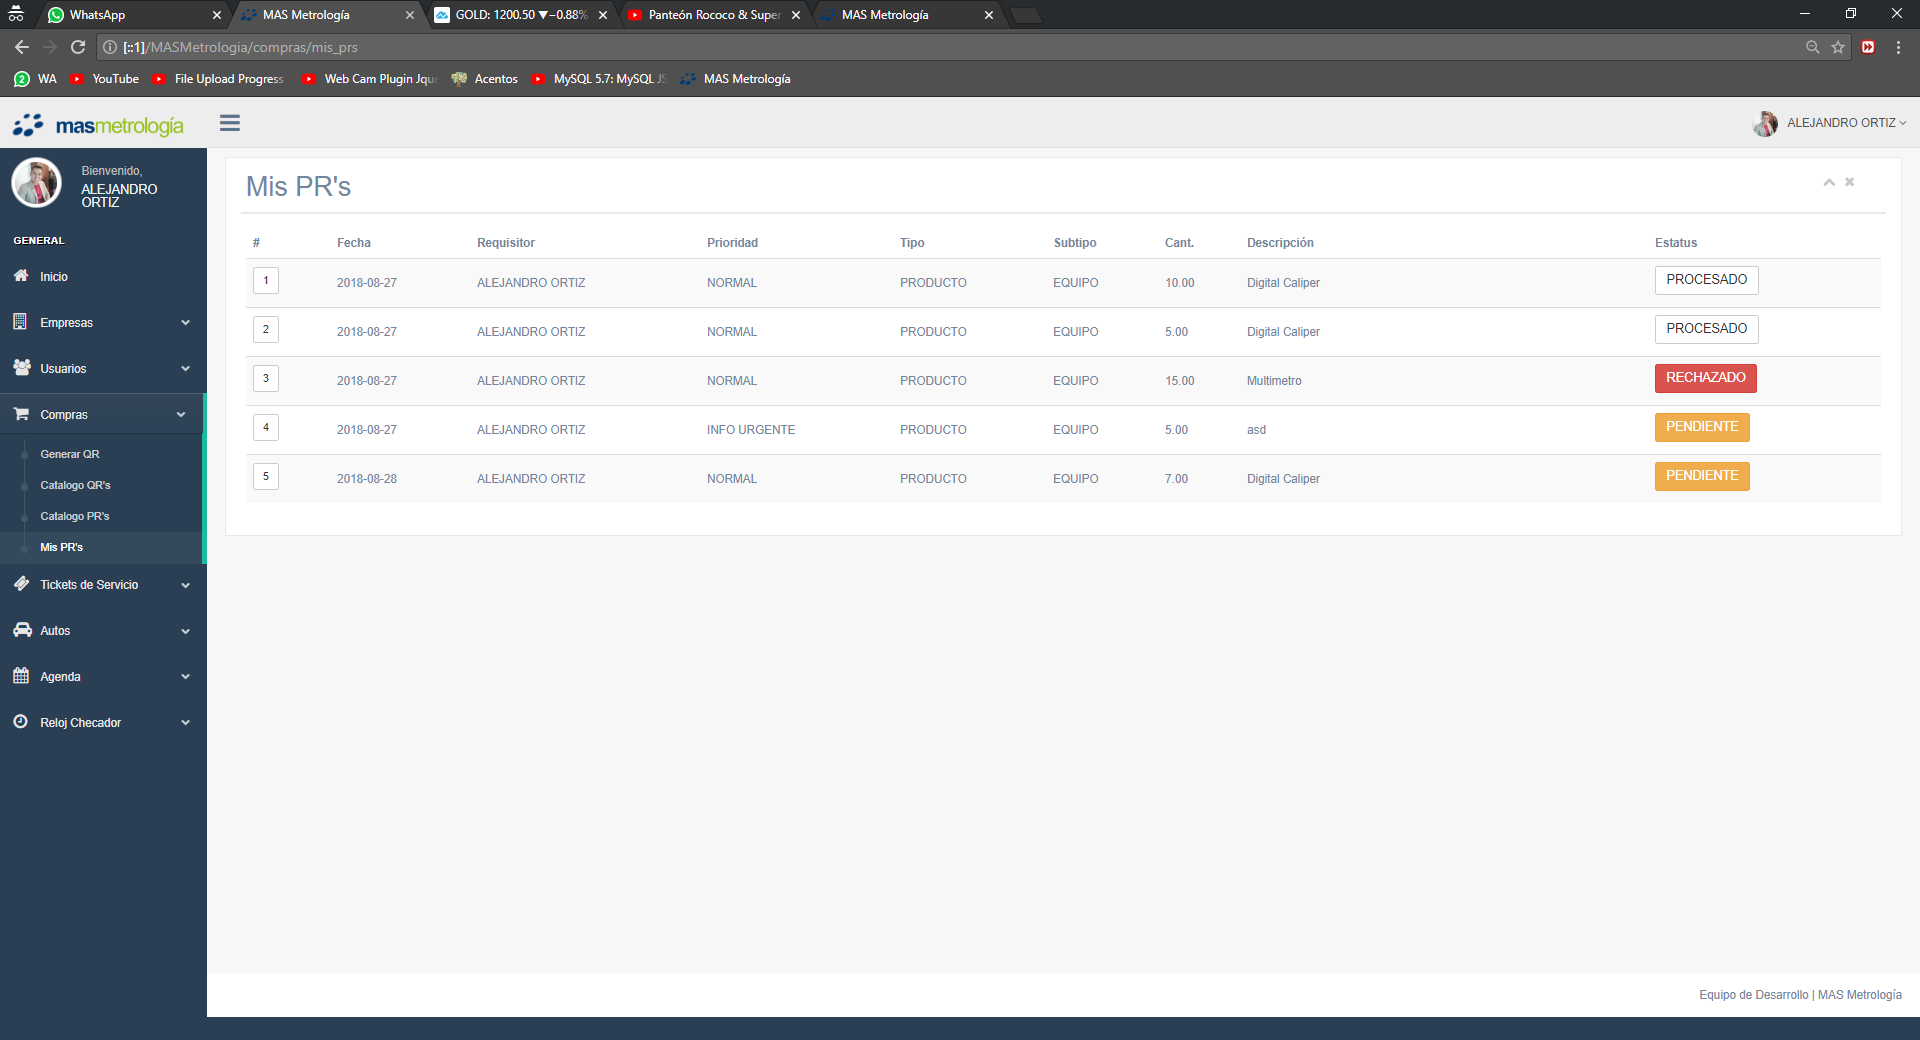 WhatsApp
MAS Metrología
GOLD: 1200.50 ▼−0.88%
Panteón Rococo & Super
MAS Metrología
[::1]/MASMetrologia/compras/mis_prs
2 WA
YouTube
File Upload Progress
Web Cam Plugin Jque
Acentos
MySQL 5.7: MySQL JS
MAS Metrología
masmetrología
ALEJANDRO ORTIZ
Bienvenido,
ALEJANDRO
ORTIZ
GENERAL
Inicio
Empresas
Usuarios
Compras
Generar QR
Catalogo QR's
Catalogo PR's
Mis PR's
Tickets de Servicio
Autos
Agenda
Reloj Checador
Mis PR's
# Fecha Requisitor Prioridad Tipo Subtipo Cant. Descripción Estatus
1 2018-08-27 ALEJANDRO ORTIZ NORMAL PRODUCTO EQUIPO 10.00 Digital Caliper PROCESADO
2 2018-08-27 ALEJANDRO ORTIZ NORMAL PRODUCTO EQUIPO 5.00 Digital Caliper PROCESADO
3 2018-08-27 ALEJANDRO ORTIZ NORMAL PRODUCTO EQUIPO 15.00 Multimetro RECHAZADO
4 2018-08-27 ALEJANDRO ORTIZ INFO URGENTE PRODUCTO EQUIPO 5.00 asd PENDIENTE
5 2018-08-28 ALEJANDRO ORTIZ NORMAL PRODUCTO EQUIPO 7.00 Digital Caliper PENDIENTE
Equipo de Desarrollo | MAS Metrología